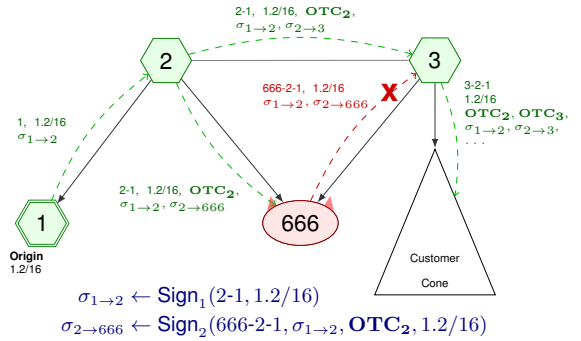 2-1, 1.2/16, OTC₂,
σ₁→₂, σ₂→₃
2
3
1, 1.2/16
σ₁→₂
666-2-1, 1.2/16
σ₁→₂, σ₂→₆₆₆
X
3-2-1
1.2/16
OTC₂, OTC₃,
σ₁→₂, σ₂→₃,
...
2-1, 1.2/16, OTC₂,
σ₁→₂, σ₂→₆₆₆
1
666
Origin
1.2/16
Customer
Cone
σ₁→₂ ← Sign₁(2-1, 1.2/16)
σ₂→₆₆₆ ← Sign₂(666-2-1, σ₁→₂, OTC₂, 1.2/16)